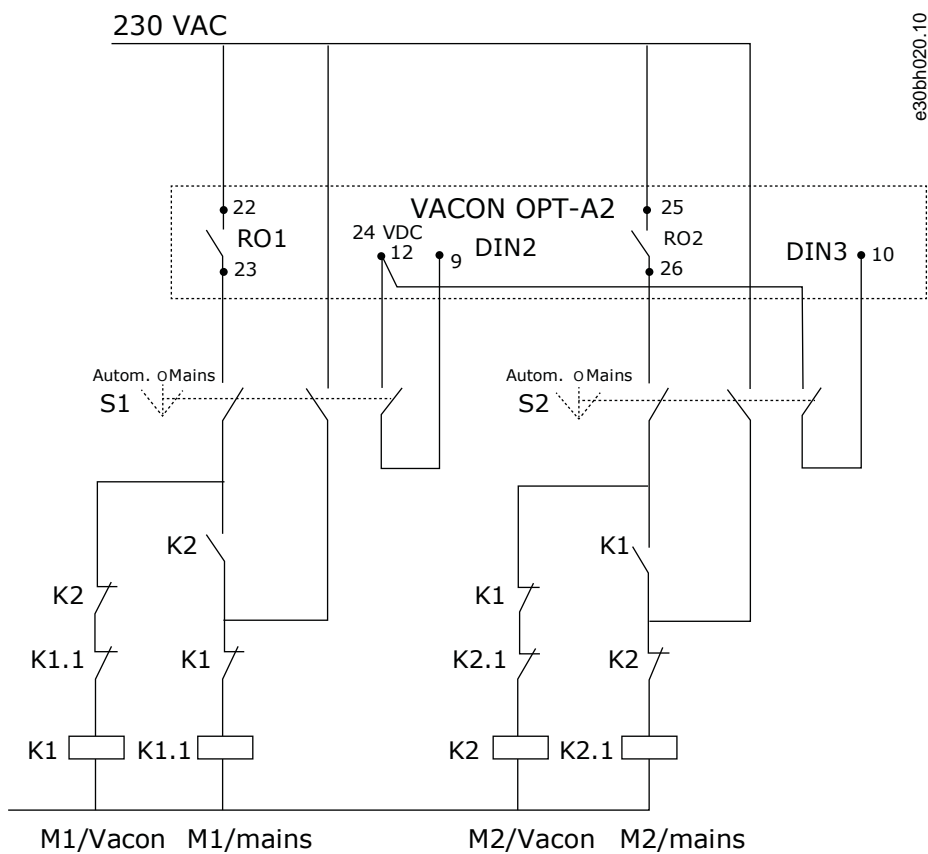 230 VAC
e30bh020.10
22
VACON OPT-A2
25
RO1
24 VDC
12
9
DIN2
RO2
DIN3
10
23
26
Autom. O Mains
S1
Autom. O Mains
S2
K2
K1
K2
K1
K1.1
K1
K2.1
K2
K1
K1.1
K2
K2.1
M1/Vacon
M1/mains
M2/Vacon
M2/mains